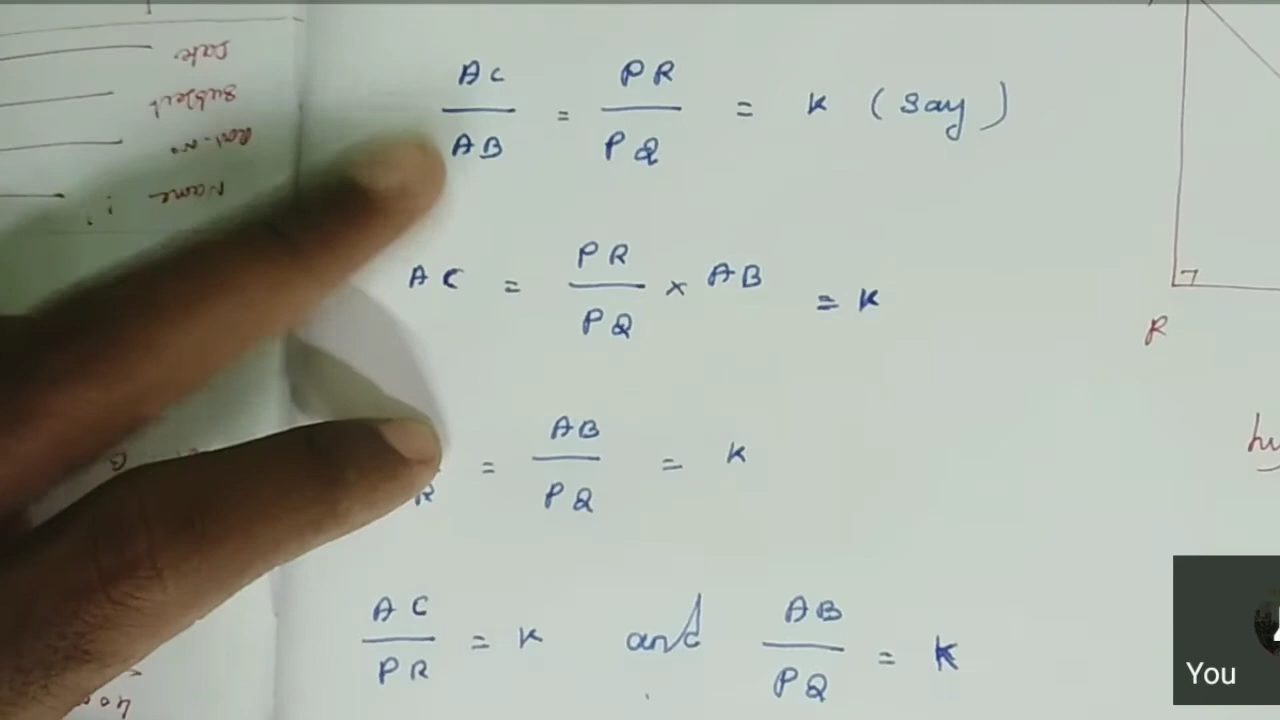 AC / AB = PR / PQ = K (Say)
AC = PR / PQ × AB = K
R = AB / PQ = K
AC / PR = K and AB / PQ = K
Date
Subject
Name :
R
You